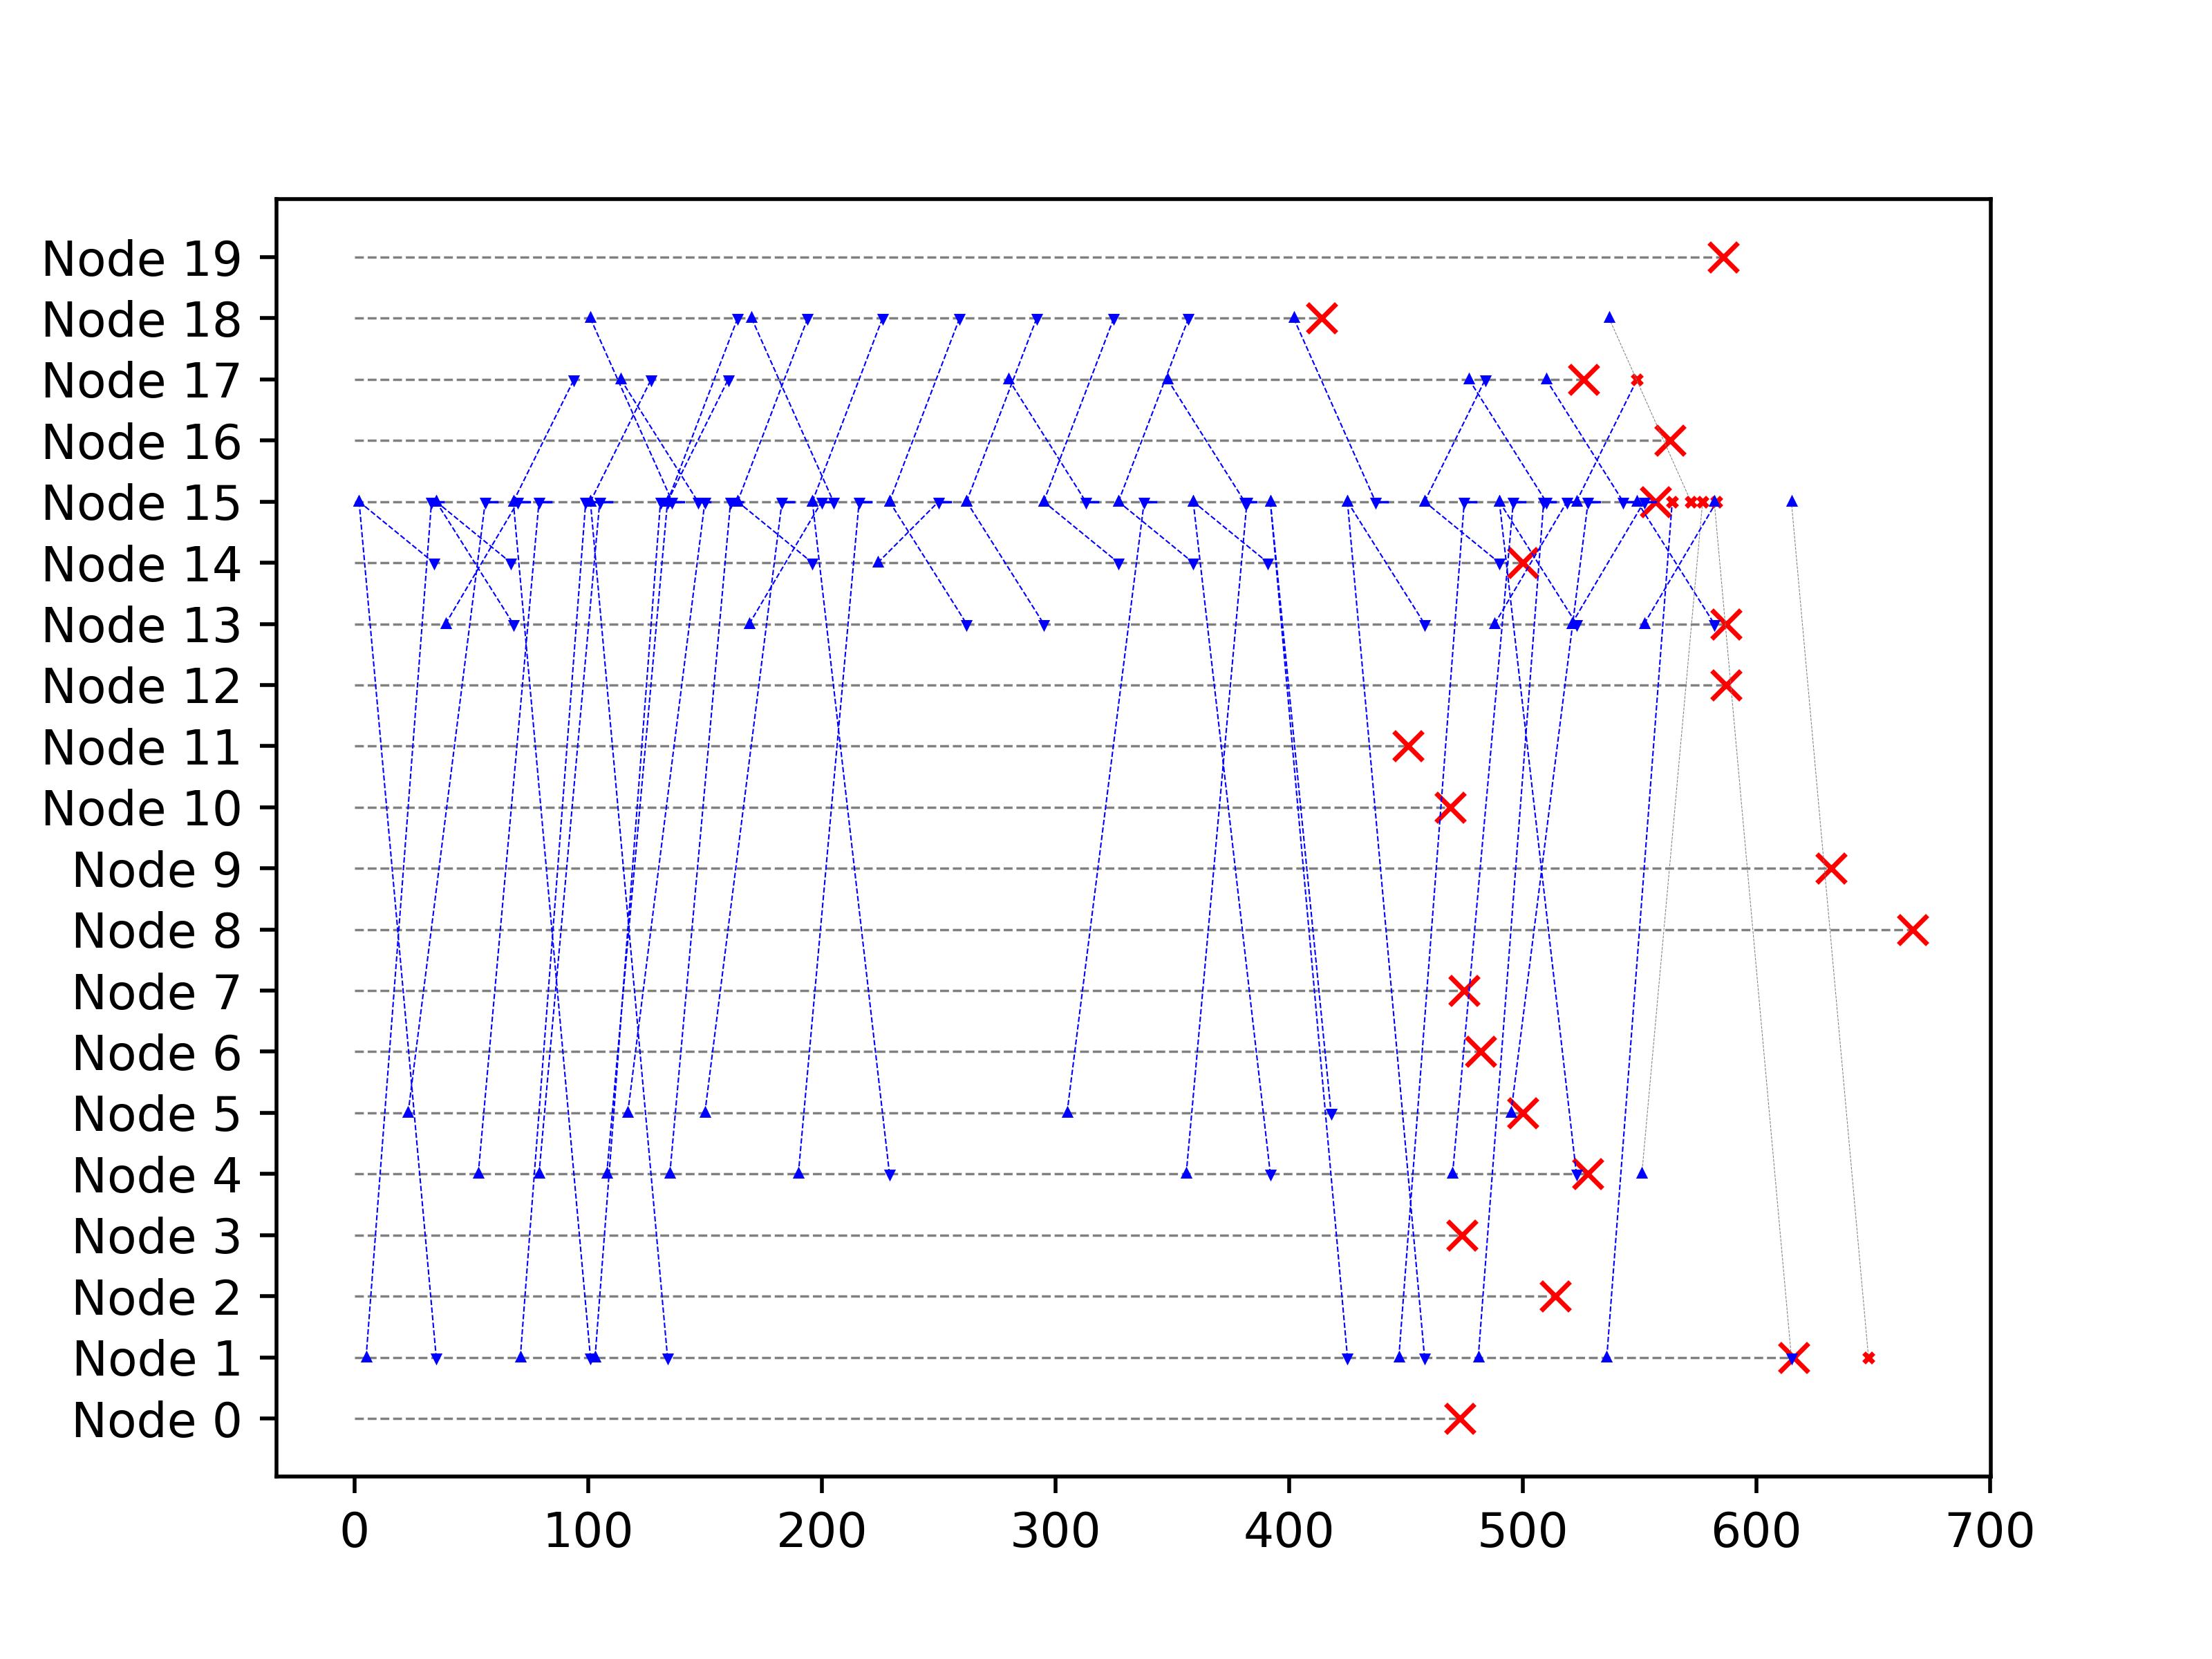 Node 19
Node 18
Node 17
Node 16
Node 15
Node 14
Node 13
Node 12
Node 11
Node 10
Node 9
Node 8
Node 7
Node 6
Node 5
Node 4
Node 3
Node 2
Node 1
Node 0
0 100 200 300 400 500 600 700